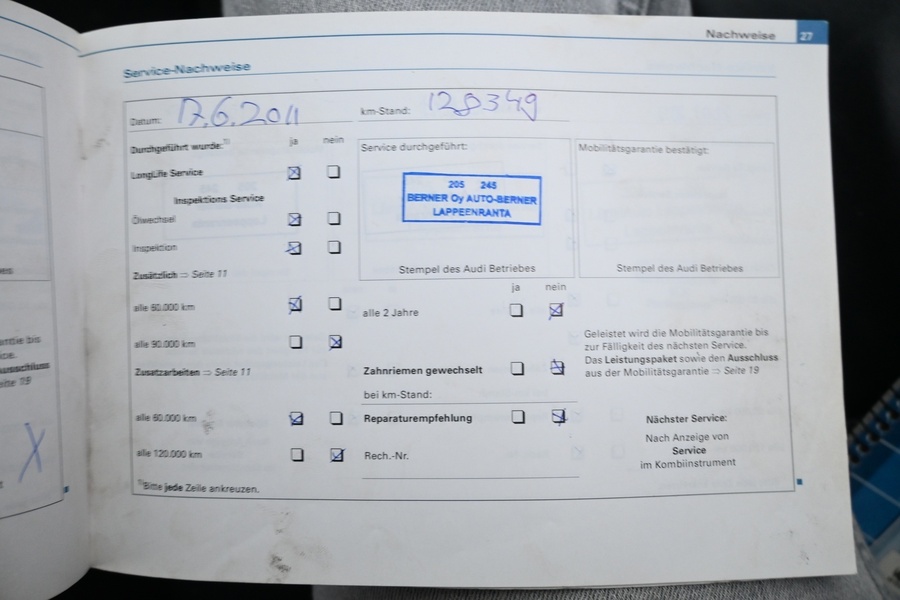 Nachweise 27
Service-Nachweise
Datum: 17.6.2011 km-Stand: 128349
Durchgeführt wurde:¹⁾ ja nein
LongLife Service
Inspektions Service
Ölwechsel
Inspektion
Zusätzlich ⇒ Seite 11
alle 60.000 km
alle 90.000 km
Zusatzarbeiten ⇒ Seite 11
alle 60.000 km
alle 120.000 km
¹⁾Bitte jede Zeile ankreuzen.
Service durchgeführt:
205 245
BERNER Oy AUTO-BERNER
LAPPEENRANTA
Stempel des Audi Betriebes
ja nein
alle 2 Jahre
Zahnriemen gewechselt
bei km-Stand:
Reparaturempfehlung
Rech.-Nr.
Mobilitätsgarantie bestätigt:
Stempel des Audi Betriebes
Geleistet wird die Mobilitätsgarantie bis
zur Fälligkeit des nächsten Service.
Das Leistungspaket sowie den Ausschluss
aus der Mobilitätsgarantie ⇒ Seite 19
Nächster Service:
Nach Anzeige von
Service
im Kombiinstrument